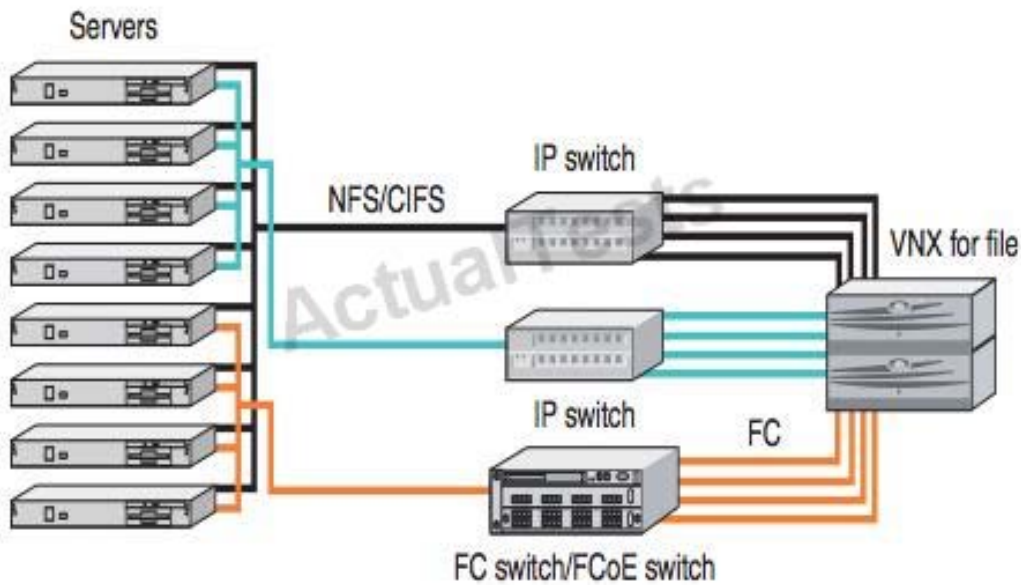 Servers
IP switch
NFS/CIFS
VNX for file
ActualTests
IP switch
FC
FC switch/FCoE switch